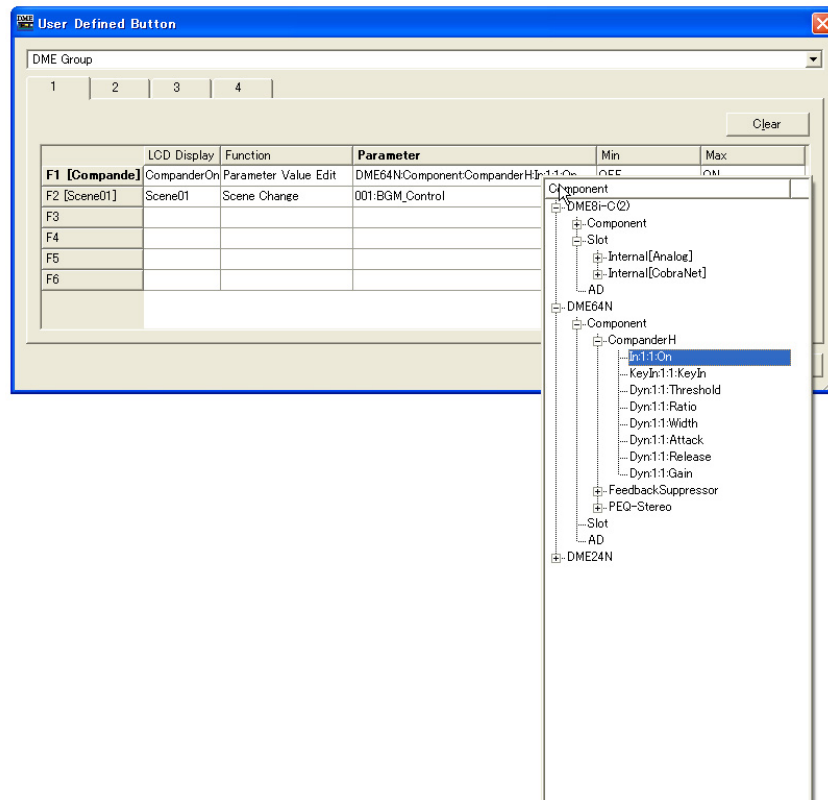 DME User Defined Button
DME Group
1 2 3 4
Clear
LCD Display Function Parameter Min Max
F1 [Compande] CompanderOn Parameter Value Edit DME64N:Component:CompanderH:In:1:1:On OFF ON
F2 [Scene01] Scene01 Scene Change 001:BGM_Control
F3
F4
F5
F6
Component
DME8i-C(2)
Component
Slot
Internal[Analog]
Internal[CobraNet]
AD
DME64N
Component
CompanderH
In:1:1:On
KeyIn:1:1:KeyIn
Dyn:1:1:Threshold
Dyn:1:1:Ratio
Dyn:1:1:Width
Dyn:1:1:Attack
Dyn:1:1:Release
Dyn:1:1:Gain
FeedbackSuppressor
PEQ-Stereo
Slot
AD
DME24N